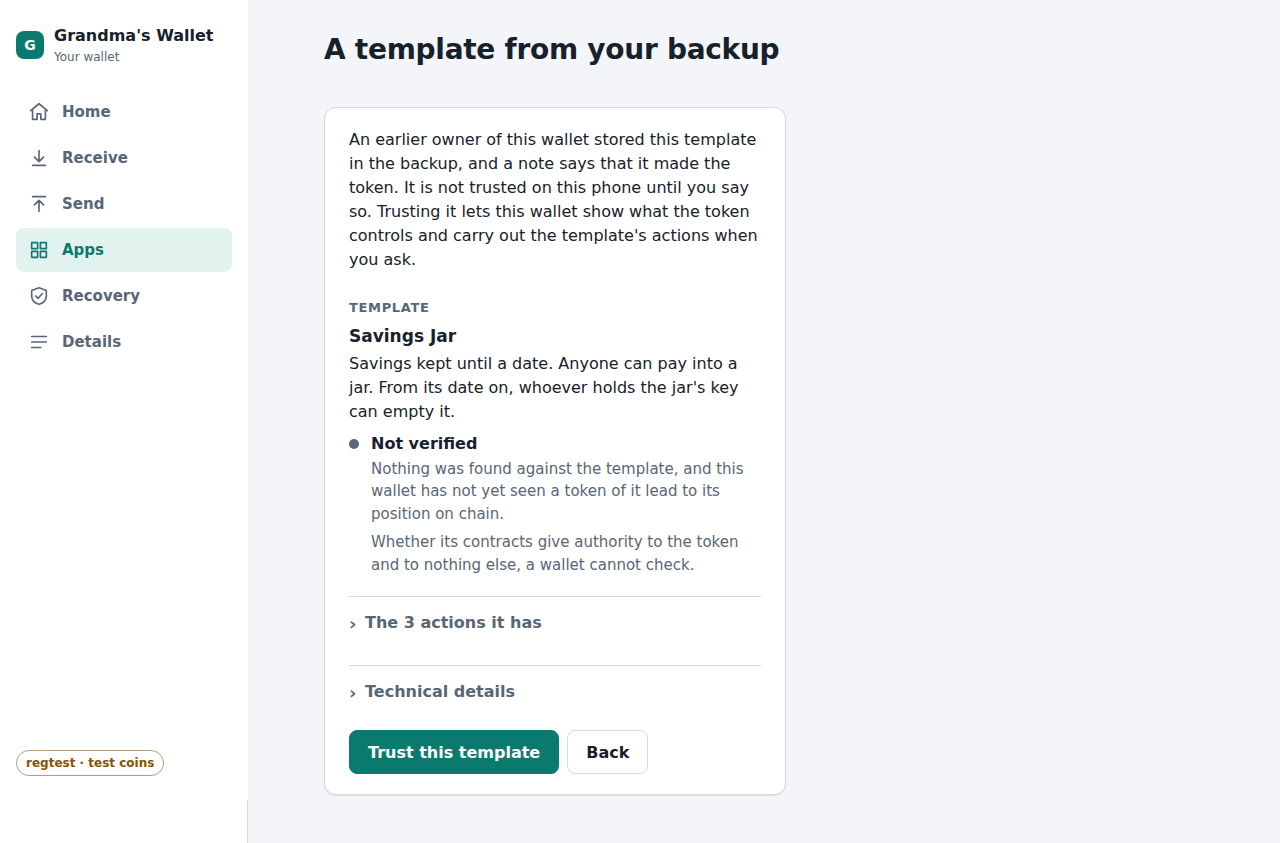 G
Grandma's Wallet
Your wallet
Home
Receive
Send
Apps
Recovery
Details
regtest · test coins
A template from your backup
An earlier owner of this wallet stored this template
in the backup, and a note says that it made the
token. It is not trusted on this phone until you say
so. Trusting it lets this wallet show what the token
controls and carry out the template's actions when
you ask.
TEMPLATE
Savings Jar
Savings kept until a date. Anyone can pay into a
jar. From its date on, whoever holds the jar's key
can empty it.
Not verified
Nothing was found against the template, and this
wallet has not yet seen a token of it lead to its
position on chain.
Whether its contracts give authority to the token
and to nothing else, a wallet cannot check.
› The 3 actions it has
› Technical details
Trust this template
Back